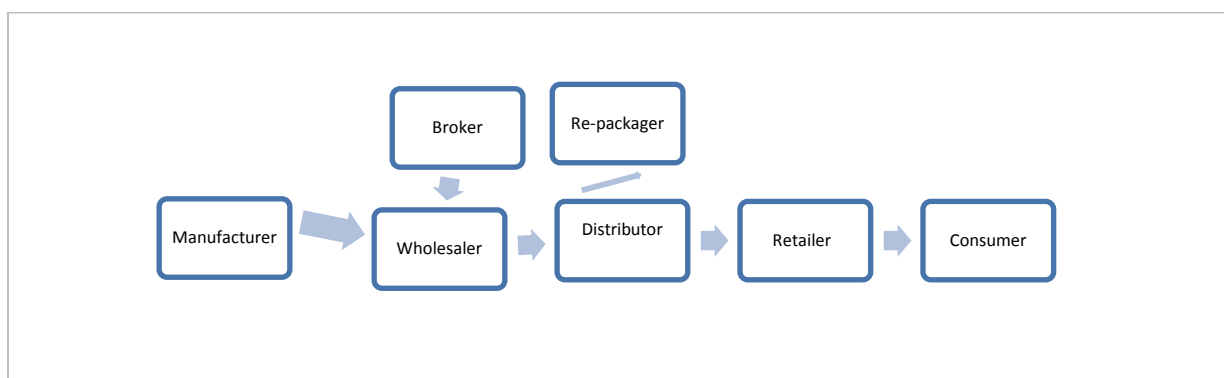 Broker
Re-packager
Manufacturer
Wholesaler
Distributor
Retailer
Consumer